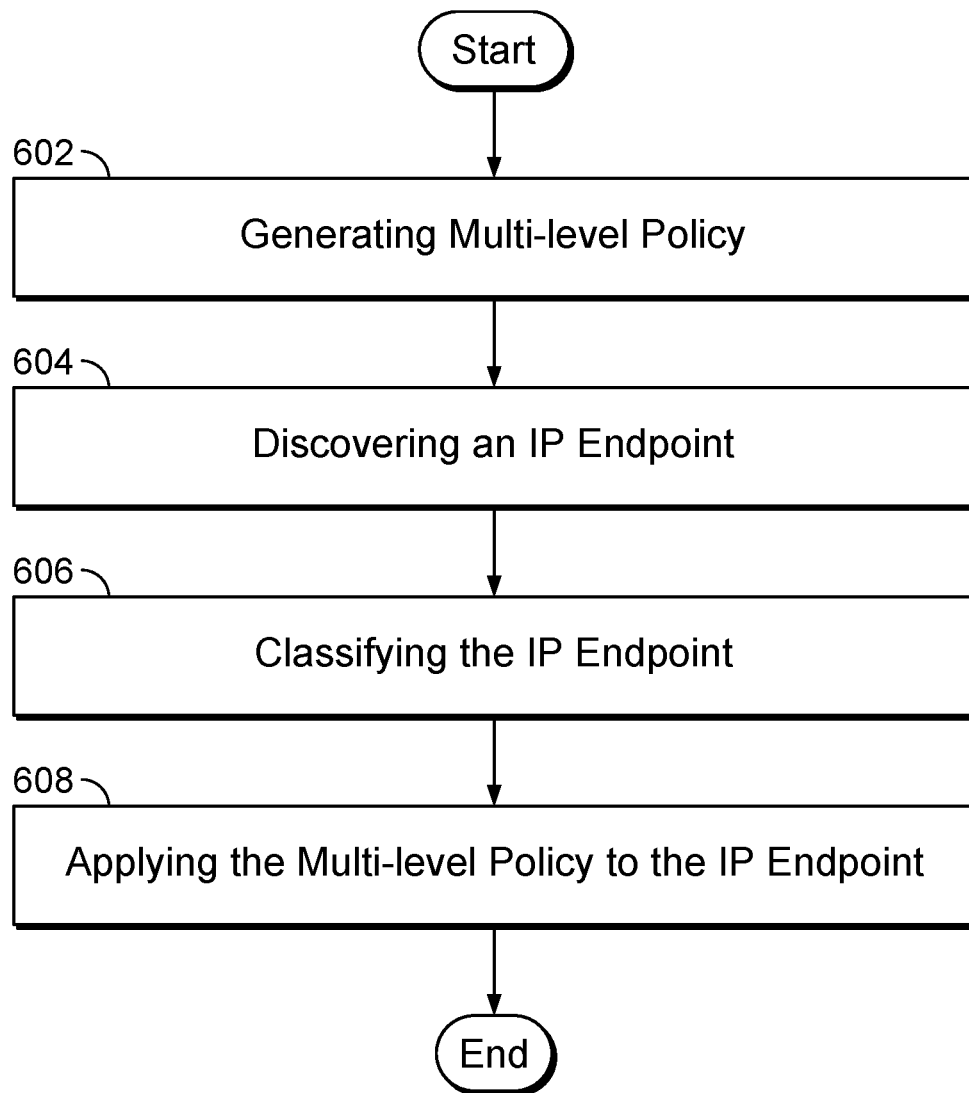 Start
602
Generating Multi-level Policy
604
Discovering an IP Endpoint
606
Classifying the IP Endpoint
608
Applying the Multi-level Policy to the IP Endpoint
End